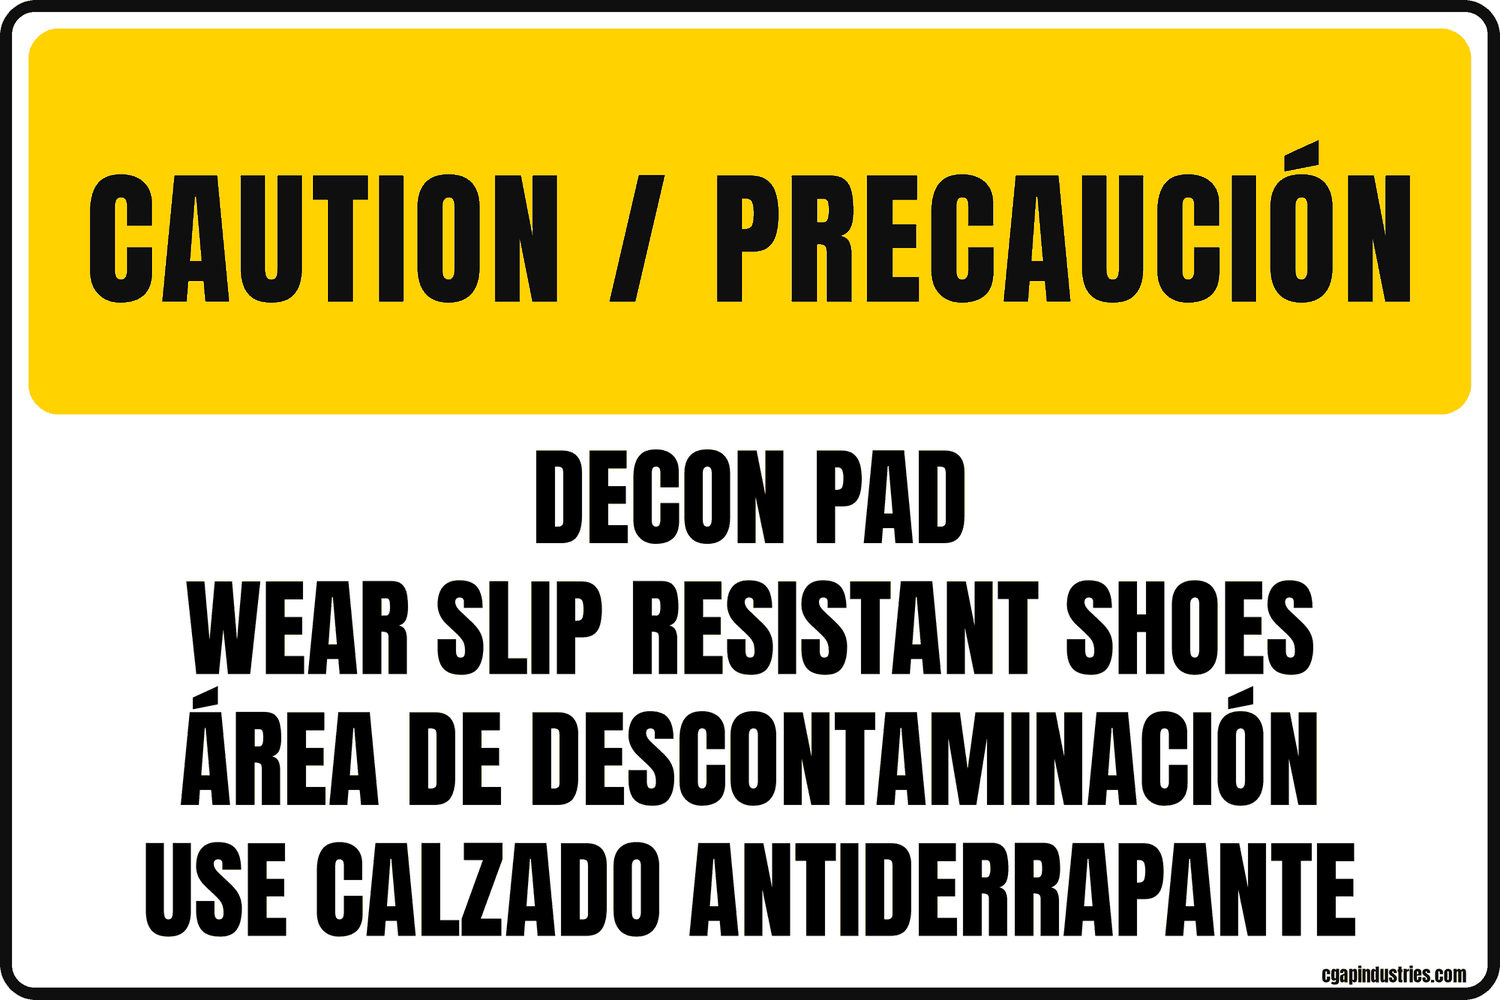 CAUTION / PRECAUCIÓN
DECON PAD
WEAR SLIP RESISTANT SHOES
ÁREA DE DESCONTAMINACIÓN
USE CALZADO ANTIDERRAPANTE
cgapindustries.com